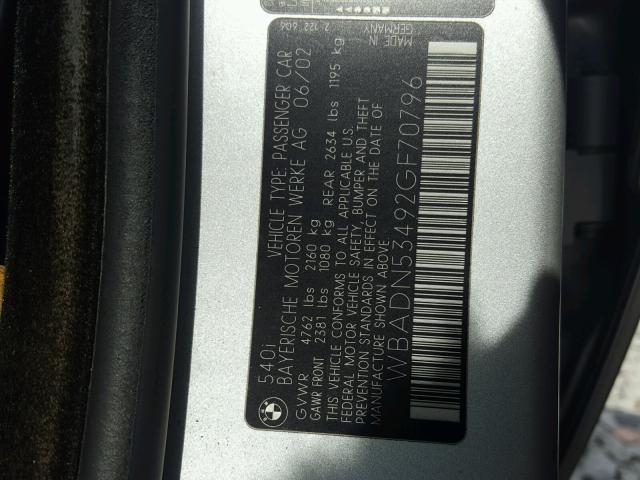 540i VEHICLE TYPE: PASSENGER CAR
BAYERISCHE MOTOREN WERKE AG 06/02
GVWR 4762 lbs 2160 kg
GAWR FRONT 2381 lbs 1080 kg REAR 2634 lbs 1195 kg
THIS VEHICLE CONFORMS TO ALL APPLICABLE U.S.
FEDERAL MOTOR VEHICLE SAFETY, BUMPER AND THEFT
PREVENTION STANDARDS IN EFFECT ON THE DATE OF
MANUFACTURE SHOWN ABOVE.
WBADN53492GF70796
MADE IN
GERMANY